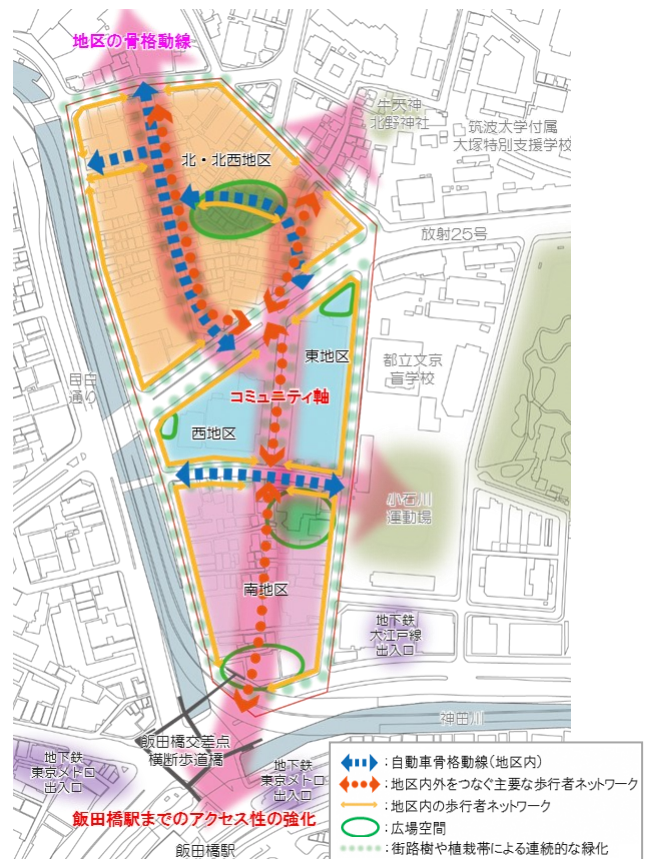 地区の骨格動線
牛天神
北野神社
筑波大学付属
大塚特別支援学校
北・北西地区
放射25号
東地区
都立文京
盲学校
目白
通り
コミュニティ軸
西地区
小石川
運動場
南地区
地下鉄
大江戸線
出入口
神田川
飯田橋交差点
横断歩道橋
地下鉄
東京メトロ
出入口
地下鉄
東京メトロ
出入口
飯田橋駅までのアクセス性の強化
飯田橋駅
：自動車骨格動線（地区内）
：地区内外をつなぐ主要な歩行者ネットワーク
：地区内の歩行者ネットワーク
：広場空間
：街路樹や植栽帯による連続的な緑化